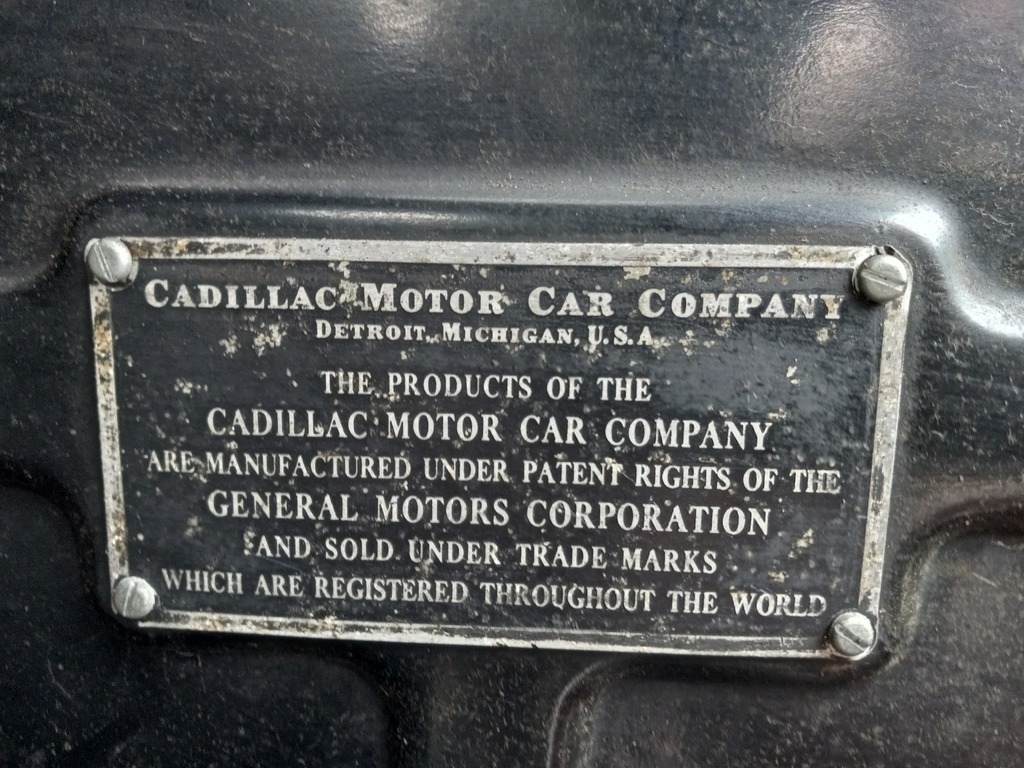 CADILLAC MOTOR CAR COMPANY
DETROIT, MICHIGAN, U.S.A.
THE PRODUCTS OF THE
CADILLAC MOTOR CAR COMPANY
ARE MANUFACTURED UNDER PATENT RIGHTS OF THE
GENERAL MOTORS CORPORATION
AND SOLD UNDER TRADE MARKS
WHICH ARE REGISTERED THROUGHOUT THE WORLD